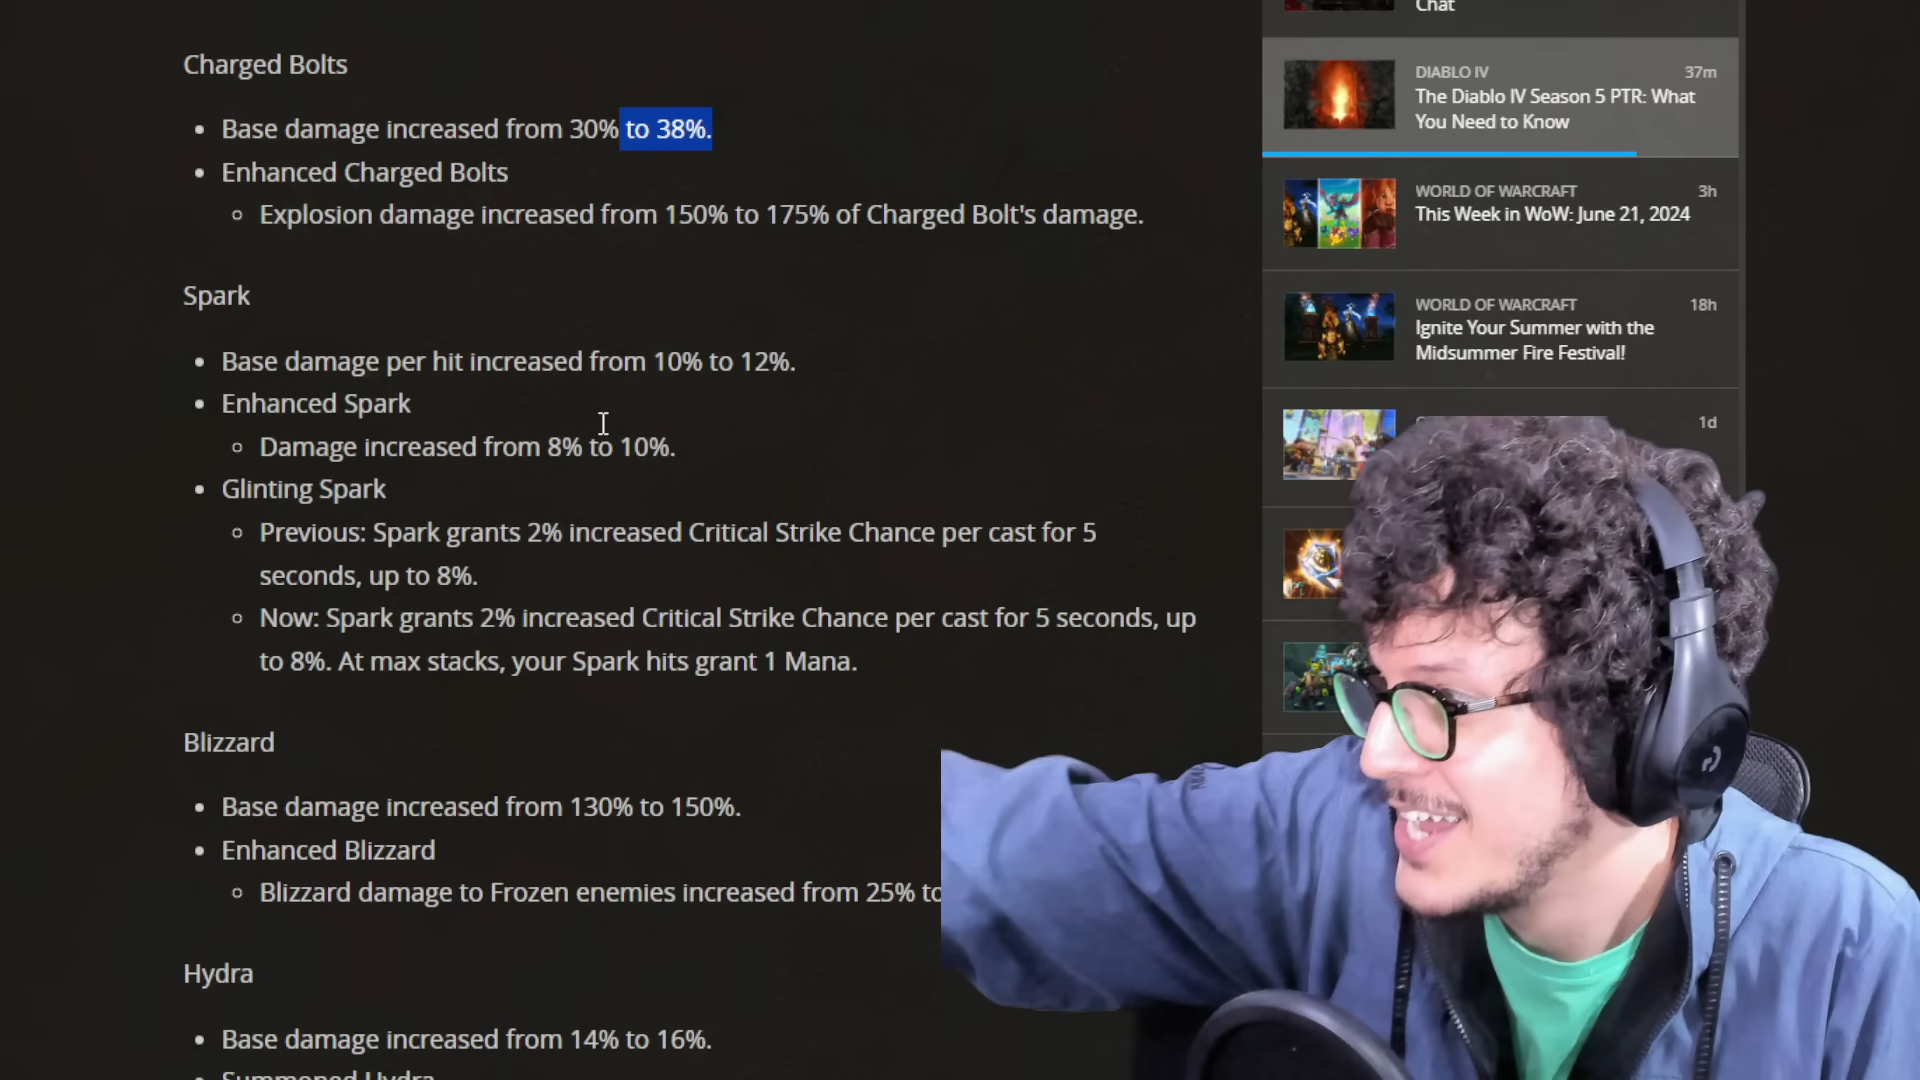 Chat
Charged Bolts
Base damage increased from 30% to 38%.
Enhanced Charged Bolts
Explosion damage increased from 150% to 175% of Charged Bolt's damage.
Spark
Base damage per hit increased from 10% to 12%.
Enhanced Spark
Damage increased from 8% to 10%.
Glinting Spark
Previous: Spark grants 2% increased Critical Strike Chance per cast for 5
seconds, up to 8%.
Now: Spark grants 2% increased Critical Strike Chance per cast for 5 seconds, up
to 8%. At max stacks, your Spark hits grant 1 Mana.
Blizzard
Base damage increased from 130% to 150%.
Enhanced Blizzard
Blizzard damage to Frozen enemies increased from 25% to
Hydra
Base damage increased from 14% to 16%.
Summoned Hydra
DIABLO IV 37m
The Diablo IV Season 5 PTR: What
You Need to Know
WORLD OF WARCRAFT 3h
This Week in WoW: June 21, 2024
WORLD OF WARCRAFT 18h
Ignite Your Summer with the
Midsummer Fire Festival!
1d